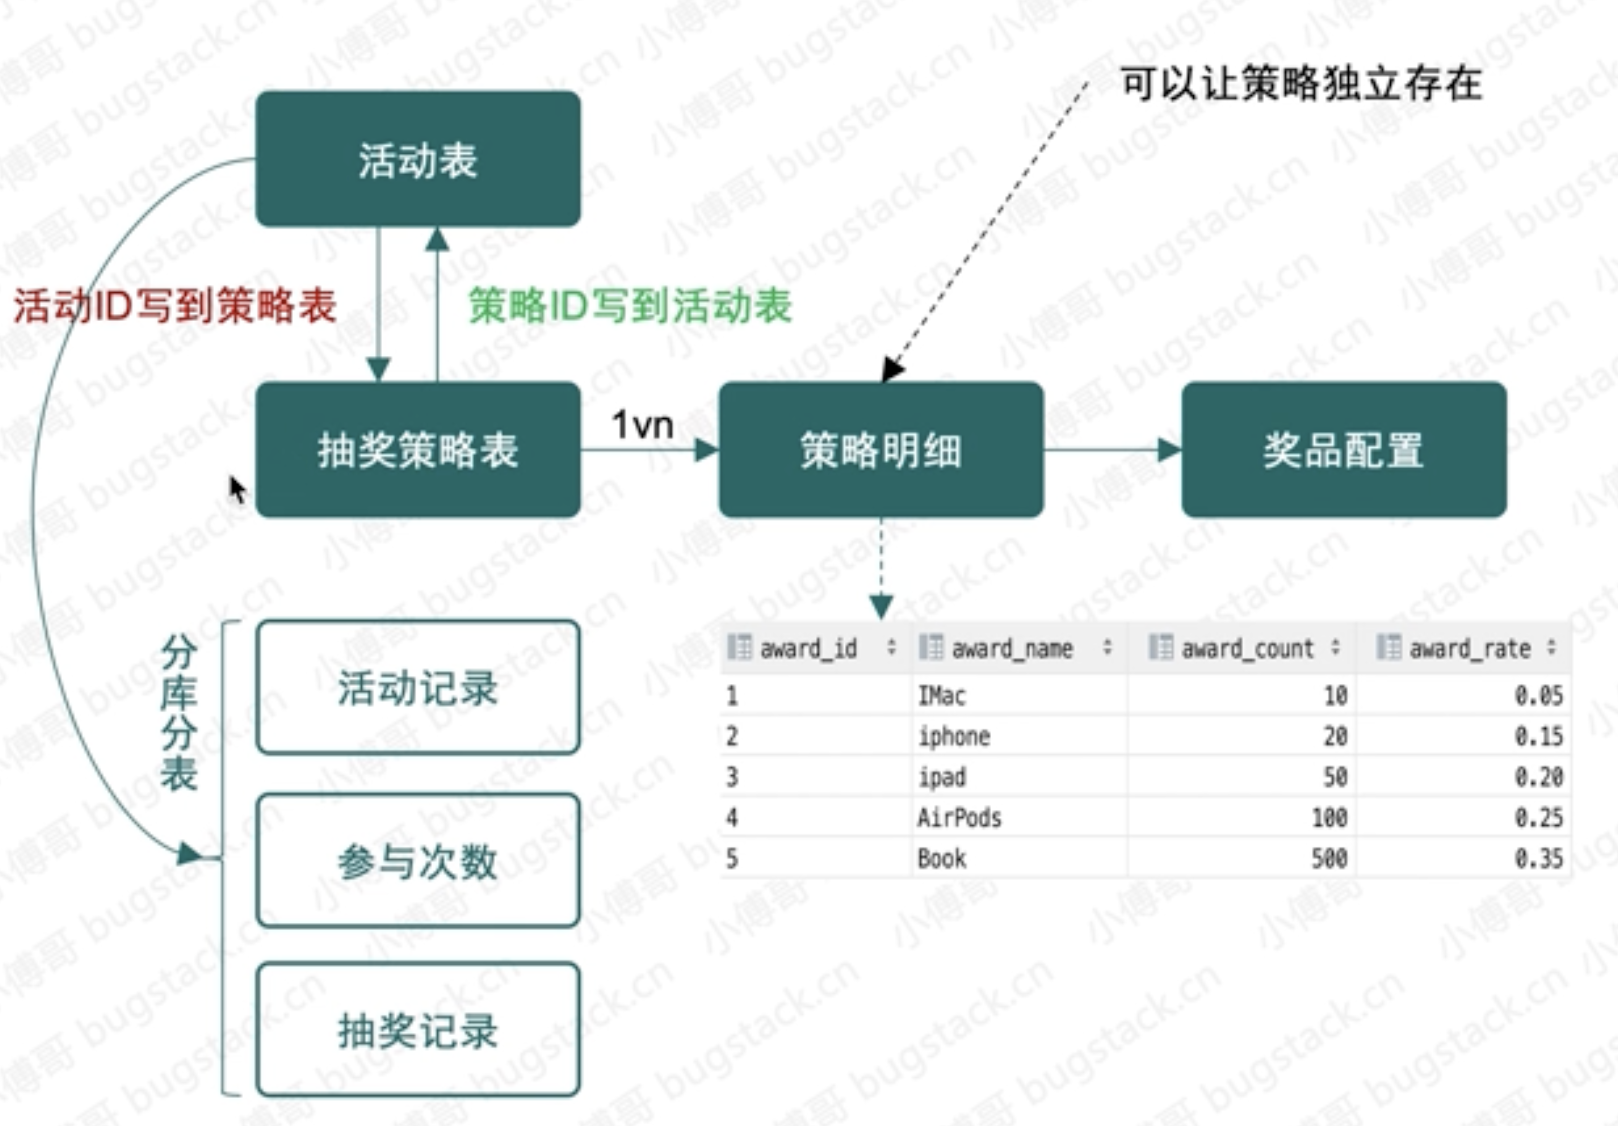 可以让策略独立存在
活动表
活动ID写到策略表
策略ID写到活动表
抽奖策略表
1vn
策略明细
奖品配置
分库分表
活动记录
参与次数
抽奖记录
award_id award_name award_count award_rate
1 IMac 10 0.05
2 iphone 20 0.15
3 ipad 50 0.20
4 AirPods 100 0.25
5 Book 500 0.35
小傅哥 bugstack.cn